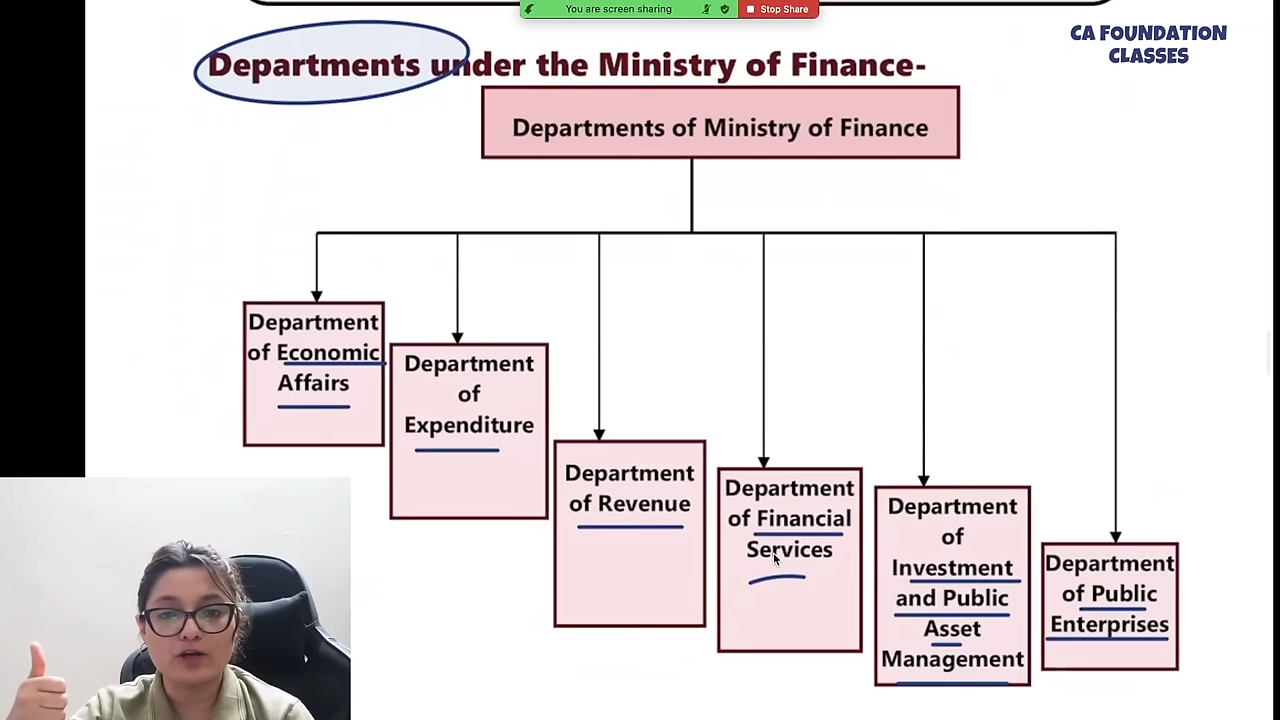 You are screen sharing
Stop Share
CA FOUNDATION
CLASSES
Departments under the Ministry of Finance-
Departments of Ministry of Finance
Department
of Economic
Affairs
Department
of
Expenditure
Department
of Revenue
Department
of Financial
Services
Department
of
Investment
and Public
Asset
Management
Department
of Public
Enterprises